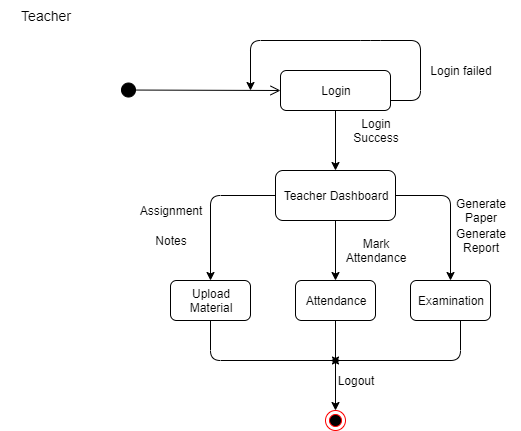 Teacher
Login failed
Login
Login
Success
Teacher Dashboard
Assignment
Notes
Generate
Paper
Generate
Report
Mark
Attendance
Upload
Material
Attendance
Examination
Logout